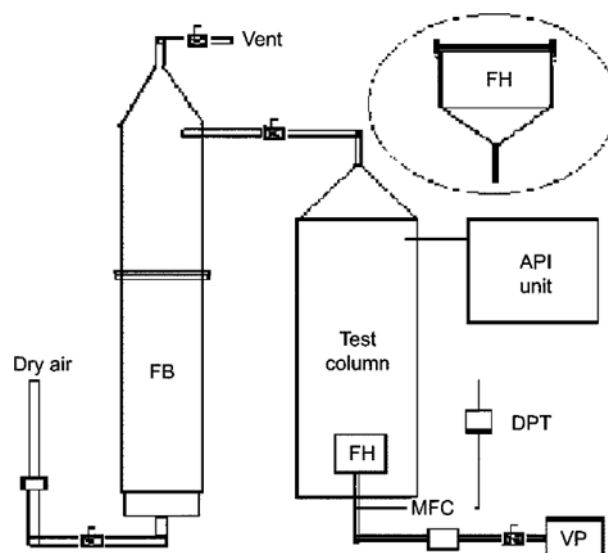 Vent
FH
API
unit
Test
column
Dry air
FB
DPT
FH
MFC
VP